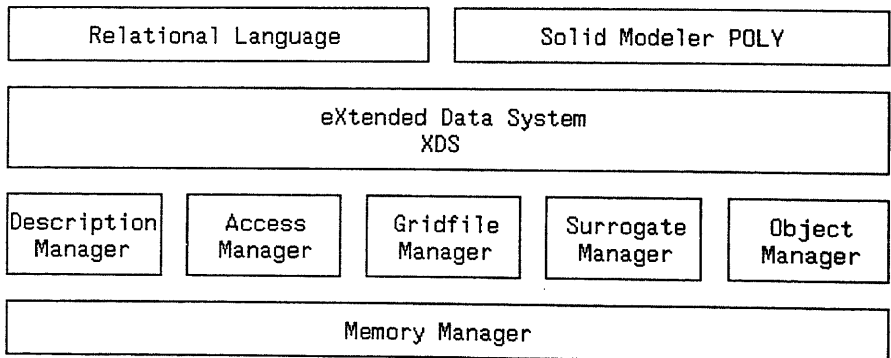 Relational Language
Solid Modeler POLY
eXtended Data System
XDS
Description
Manager
Access
Manager
Gridfile
Manager
Surrogate
Manager
Object
Manager
Memory Manager